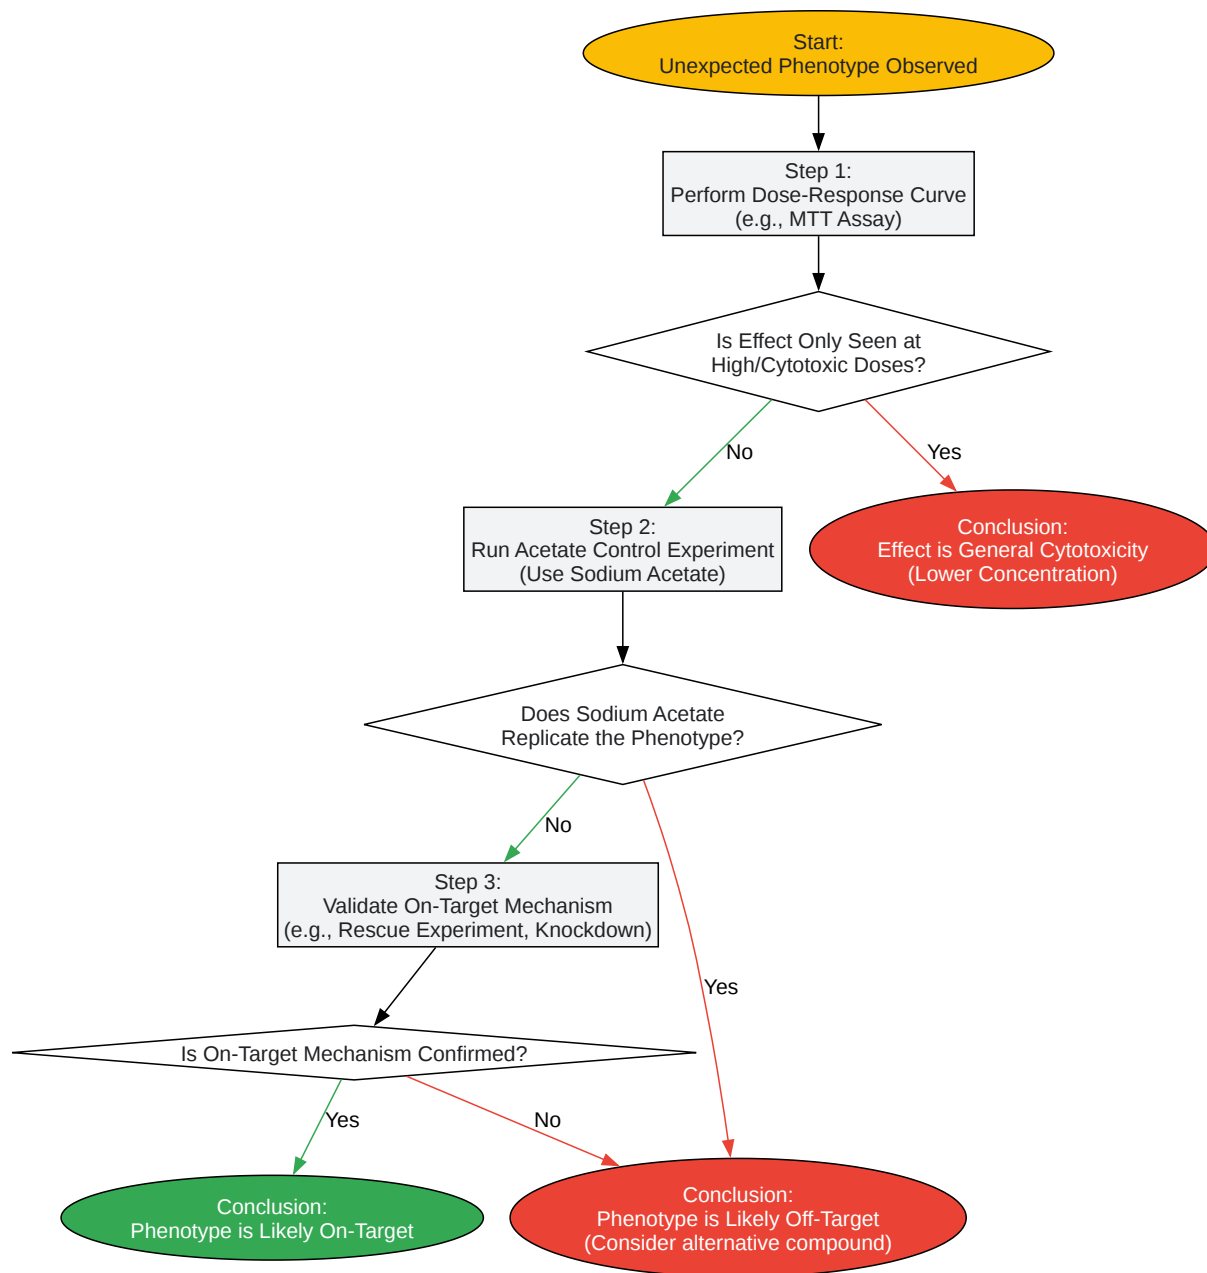 Start:
Unexpected Phenotype Observed
Step 1:
Perform Dose-Response Curve
(e.g., MTT Assay)
Is Effect Only Seen at
High/Cytotoxic Doses?
No
Yes
Step 2:
Run Acetate Control Experiment
(Use Sodium Acetate)
Conclusion:
Effect is General Cytotoxicity
(Lower Concentration)
Does Sodium Acetate
Replicate the Phenotype?
No
Step 3:
Validate On-Target Mechanism
(e.g., Rescue Experiment, Knockdown)
Yes
Is On-Target Mechanism Confirmed?
Yes
No
Conclusion:
Phenotype is Likely On-Target
Conclusion:
Phenotype is Likely Off-Target
(Consider alternative compound)